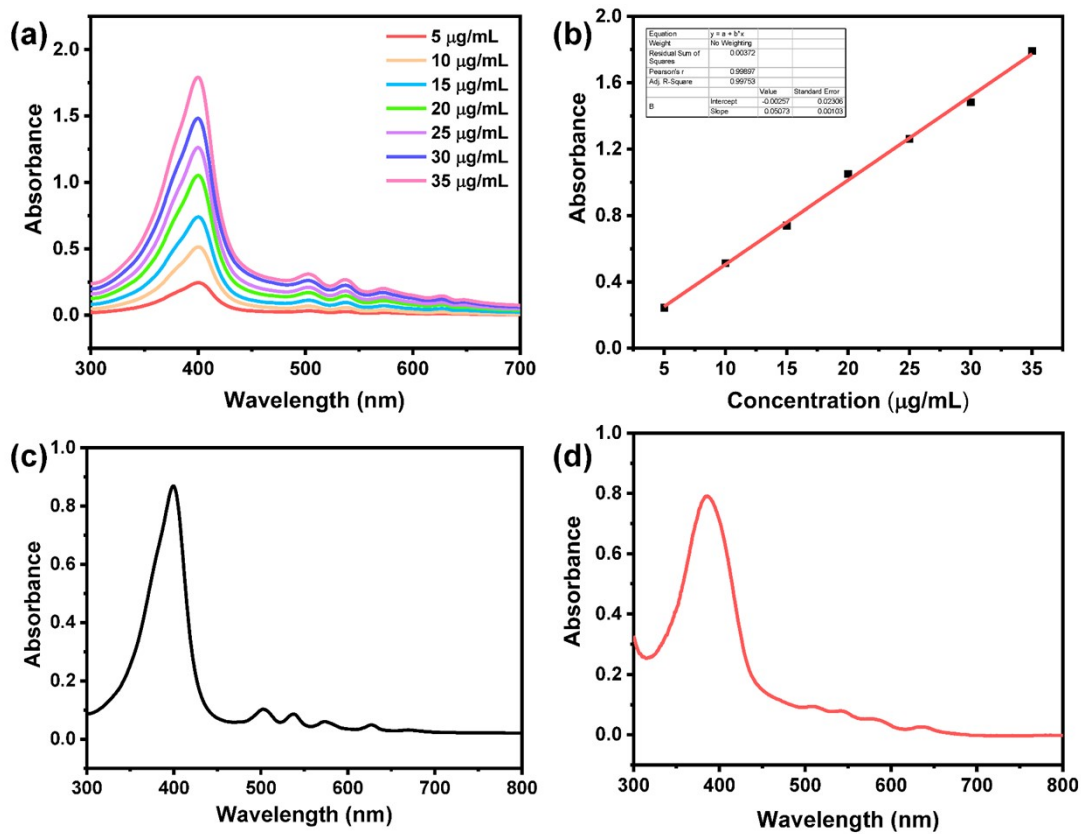 (a)
2.0
1.5
1.0
0.5
0.0
Absorbance
300 400 500 600 700
Wavelength (nm)
5 μg/mL
10 μg/mL
15 μg/mL
20 μg/mL
25 μg/mL
30 μg/mL
35 μg/mL
(b)
2.0
1.6
1.2
0.8
0.4
0.0
Absorbance
5 10 15 20 25 30 35
Concentration (μg/mL)
Equation y = a + b*x
Weight No Weighting
Residual Sum of Squares 0.00372
Pearson's r 0.99897
Adj. R-Square 0.99753
Value Standard Error
B Intercept -0.00257 0.02306
Slope 0.05073 0.00103
(c)
1.0
0.8
0.6
0.4
0.2
0.0
Absorbance
300 400 500 600 700 800
Wavelength (nm)
(d)
1.0
0.8
0.6
0.4
0.2
0.0
Absorbance
300 400 500 600 700 800
Wavelength (nm)